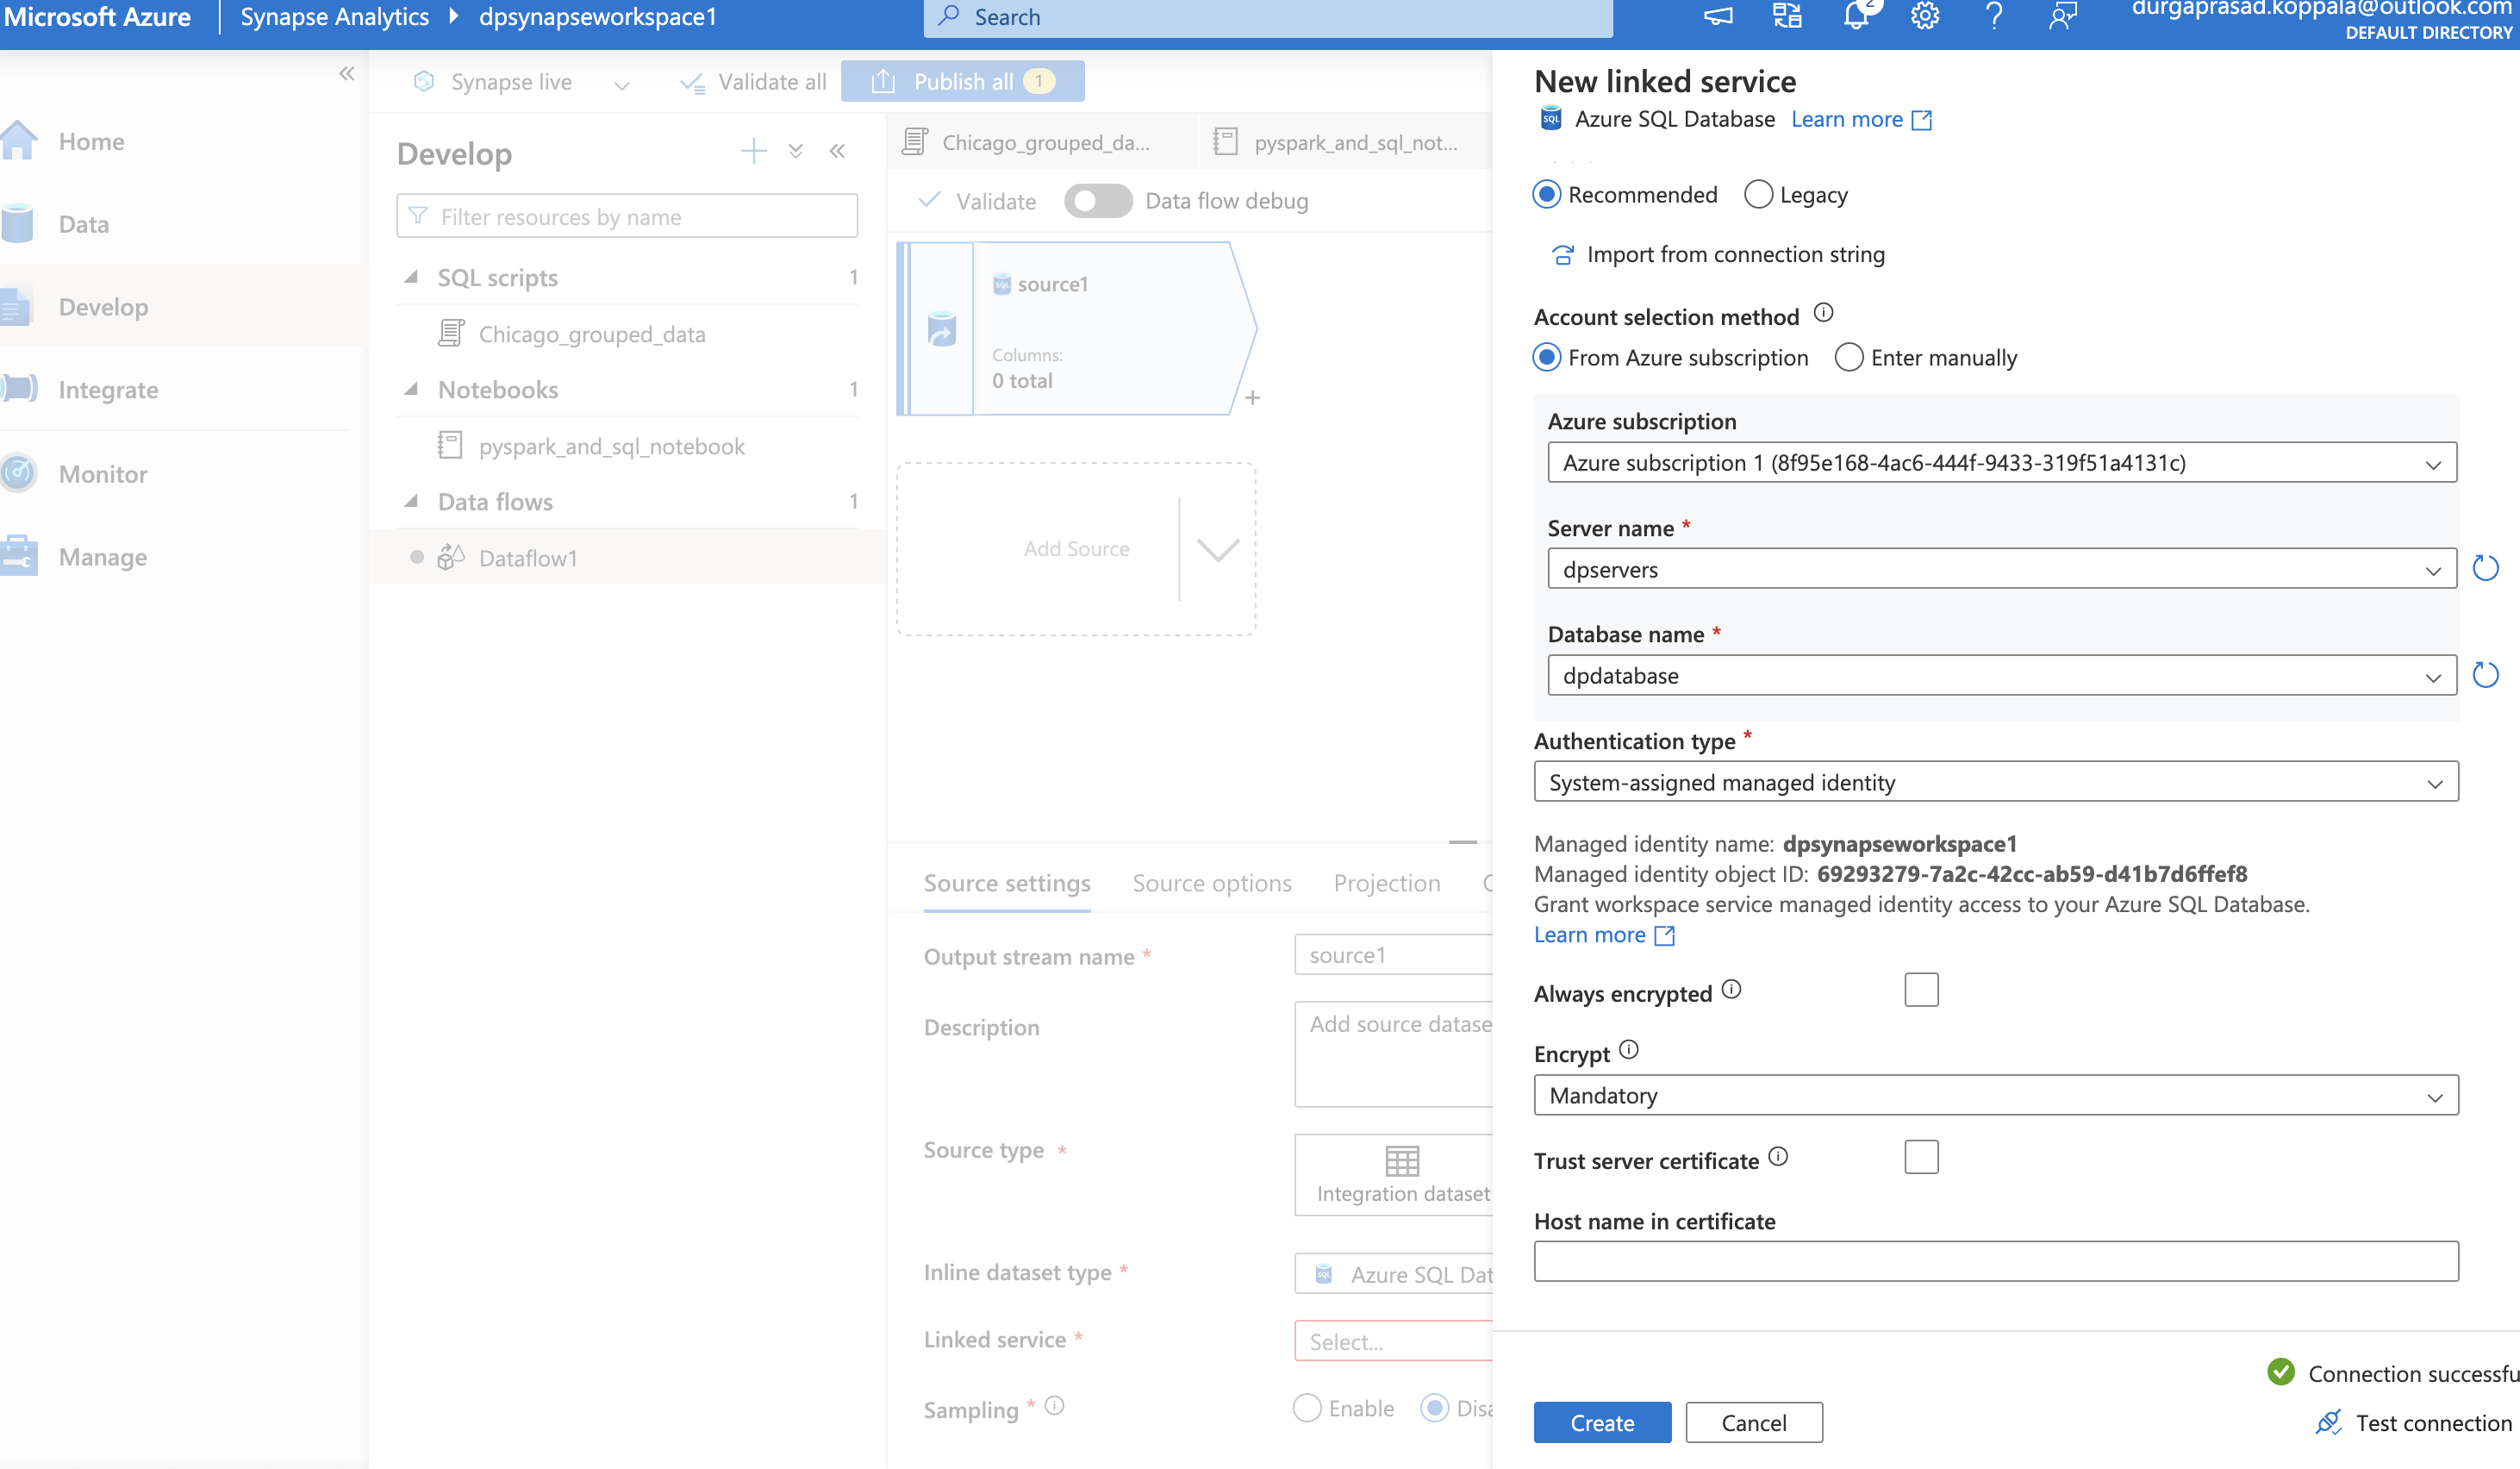 Microsoft Azure
Synapse Analytics
dpsynapseworkspace1
Search
2
durgaprasad.koppala@outlook.com
DEFAULT DIRECTORY
Home
Data
Develop
Integrate
Monitor
Manage
Synapse live
Validate all
Publish all 1
Develop
Filter resources by name
SQL scripts 1
Chicago_grouped_data
Notebooks 1
pyspark_and_sql_notebook
Data flows 1
Dataflow1
Chicago_grouped_da...
pyspark_and_sql_not...
Validate
Data flow debug
SQL source1
Columns:
0 total
+
Add Source
Source settings
Source options
Projection
Output stream name *
source1
Description
Add source datase
Source type *
Integration dataset
Inline dataset type *
SQL Azure SQL Dat
Linked service *
Select...
Sampling *
Enable
Disa
New linked service
SQL Azure SQL Database Learn more
Recommended Legacy
Import from connection string
Account selection method
From Azure subscription Enter manually
Azure subscription
Azure subscription 1 (8f95e168-4ac6-444f-9433-319f51a4131c)
Server name *
dpservers
Database name *
dpdatabase
Authentication type *
System-assigned managed identity
Managed identity name: dpsynapseworkspace1
Managed identity object ID: 69293279-7a2c-42cc-ab59-d41b7d6ffef8
Grant workspace service managed identity access to your Azure SQL Database.
Learn more
Always encrypted
Encrypt
Mandatory
Trust server certificate
Host name in certificate
Connection successfu
Create
Cancel
Test connection